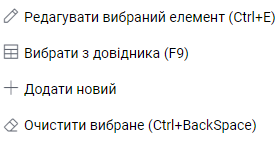 Редагувати вибраний елемент (Ctrl+E)
Вибрати з довідника (F9)
Додати новий
Очистити вибране (Ctrl+BackSpace)